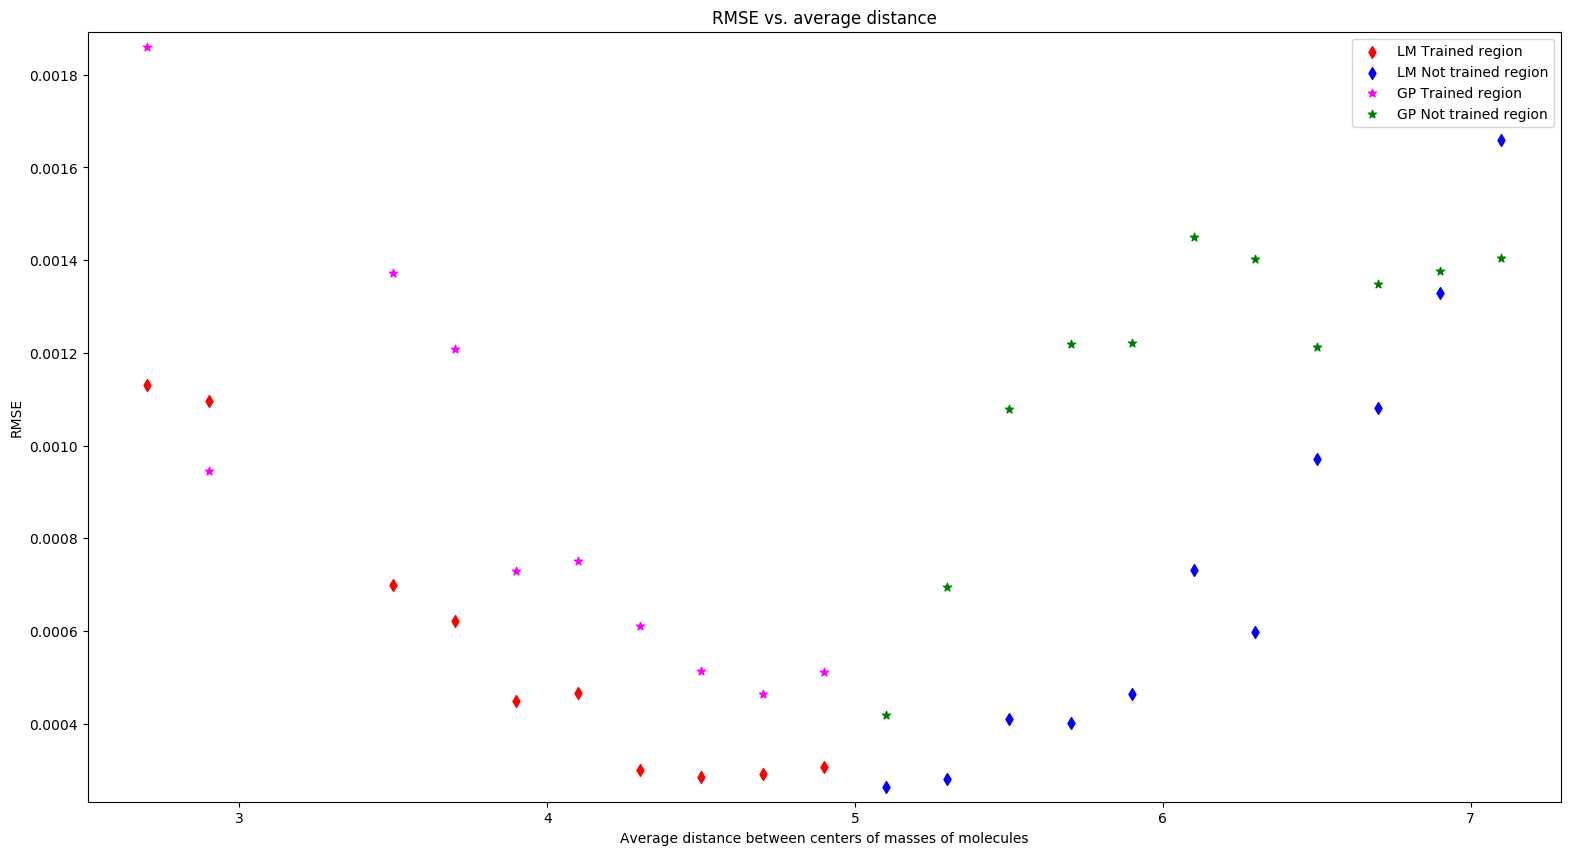 RMSE vs. average distance
LM Trained region
LM Not trained region
GP Trained region
GP Not trained region
0.0018
0.0016
0.0014
0.0012
0.0010
0.0008
0.0006
0.0004
RMSE
3 4 5 6 7
Average distance between centers of masses of molecules